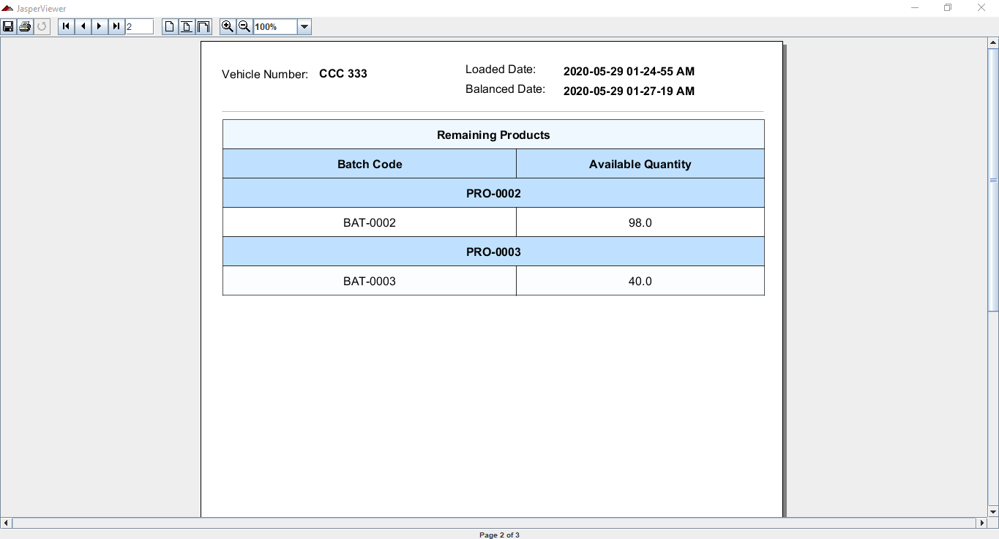 JasperViewer
2
100%
Vehicle Number: CCC 333
Loaded Date: 2020-05-29 01-24-55 AM
Balanced Date: 2020-05-29 01-27-19 AM
Remaining Products
Batch Code Available Quantity
PRO-0002
BAT-0002 98.0
PRO-0003
BAT-0003 40.0
Page 2 of 3